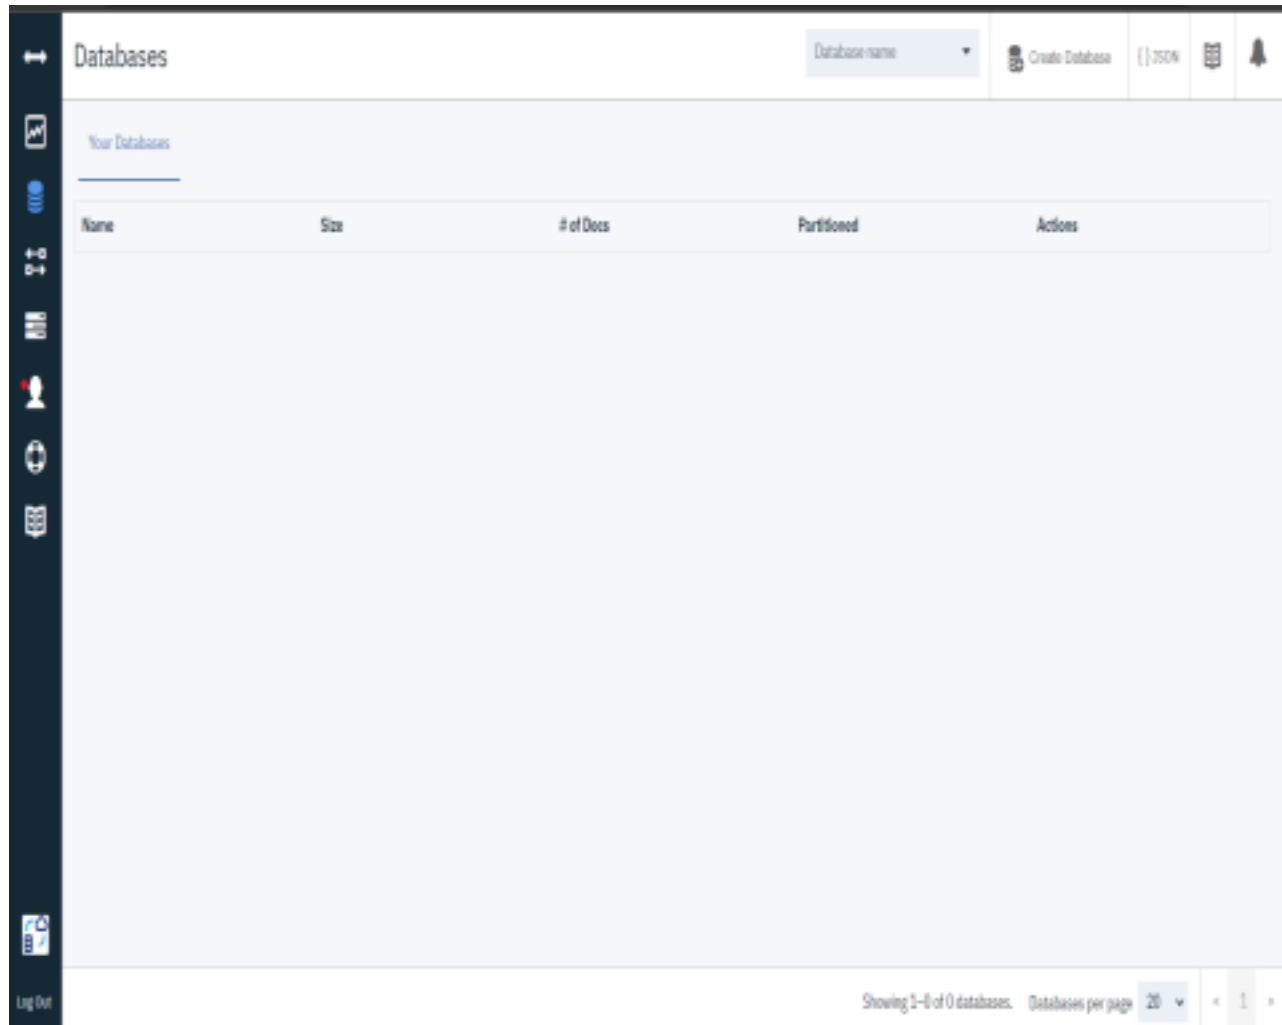 Databases
Database name
Create Database
{ } JSON
Your Databases
Name Size # of Docs Partitioned Actions
Log Out
Showing 1–0 of 0 databases. Databases per page 20 « 1 »